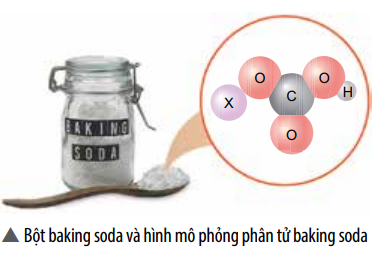 BAKING
SODA
X
O
C
O
H
O
▲ Bột baking soda và hình mô phỏng phân tử baking soda